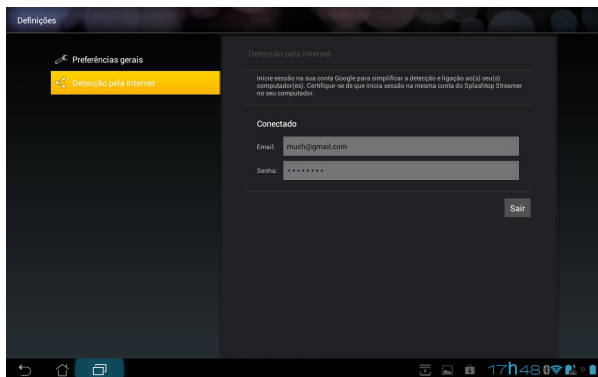 Definições
Preferências gerais
Detecção pela Internet
Detecção pela Internet
Inicie sessão na sua conta Google para simplificar a detecção e ligação ao(s) seu(s)
computador(es). Certifique-se de que inicia sessão na mesma conta do Splashtop Streamer
no seu computador.
Conectado
Email: much@gmail.com
Senha: ••••••••
Sair
17h48